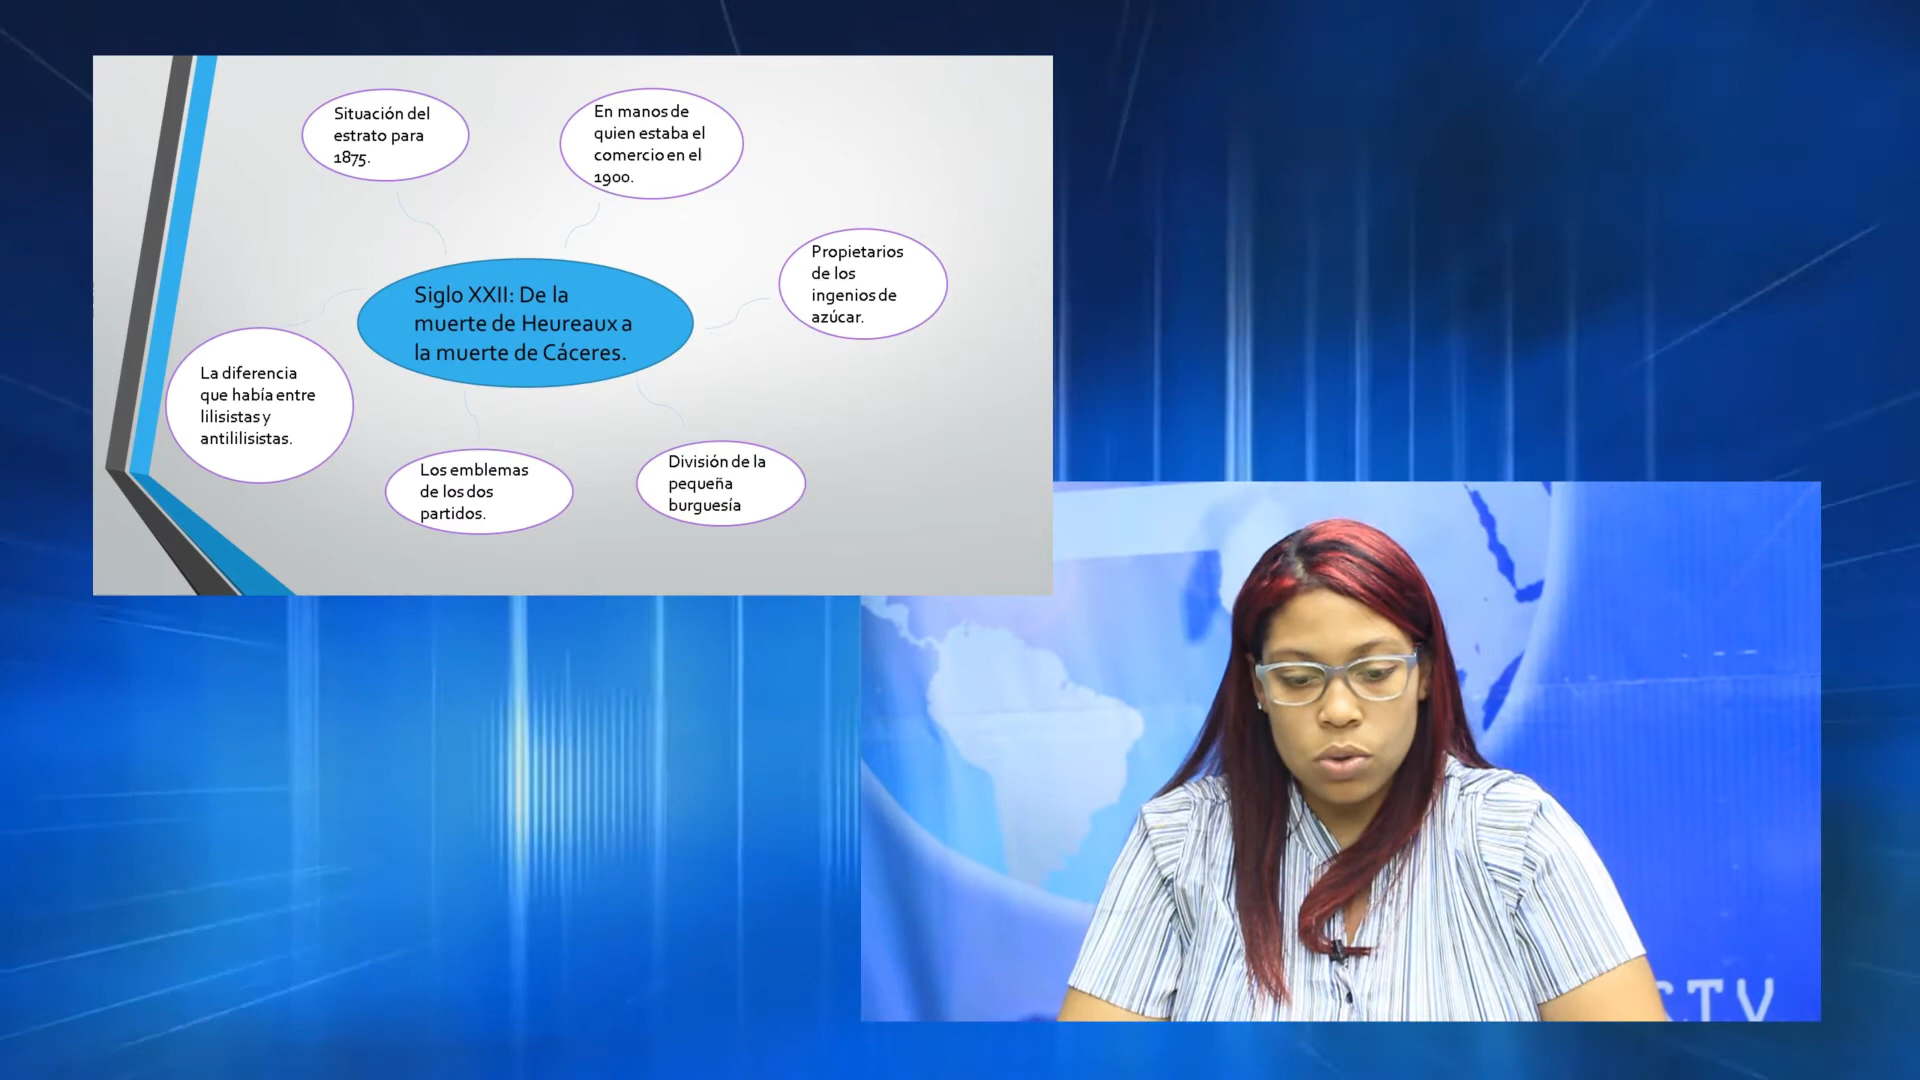 Situación del
estrato para
1875.
En manos de
quien estaba el
comercio en el
1900.
Propietarios
de los
ingenios de
azúcar.
Siglo XXII: De la
muerte de Heureaux a
la muerte de Cáceres.
La diferencia
que había entre
lilisistas y
antililisistas.
Los emblemas
de los dos
partidos.
División de la
pequeña
burguesía
CTV